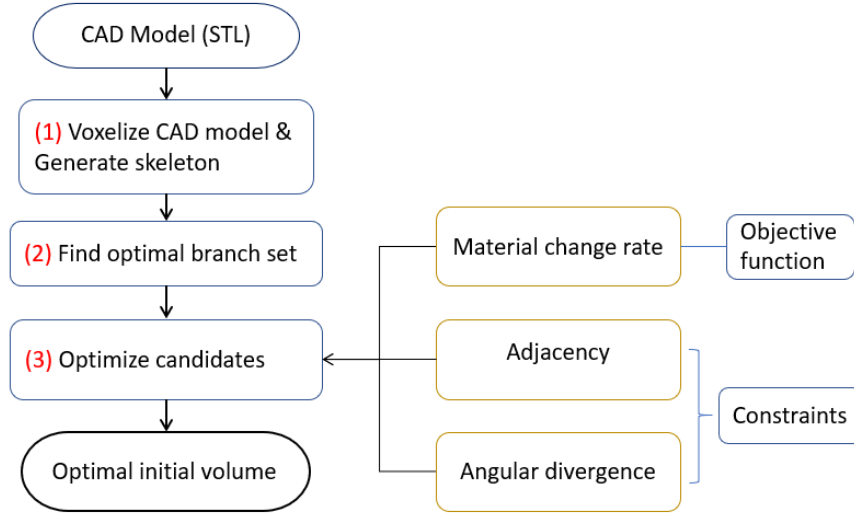 CAD Model (STL)
(1) Voxelize CAD model &
Generate skeleton
(2) Find optimal branch set
(3) Optimize candidates
Optimal initial volume
Material change rate
Adjacency
Angular divergence
Objective
function
Constraints